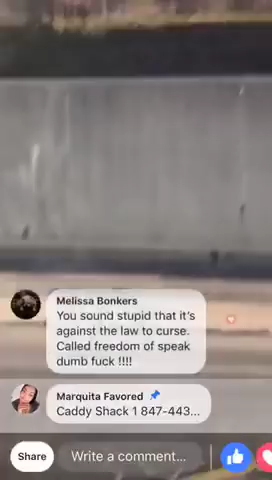 Melissa Bonkers
You sound stupid that it's
against the law to curse.
Called freedom of speak
dumb fuck !!!!
Marquita Favored
Caddy Shack 1 847-443...
Share
Write a comment...